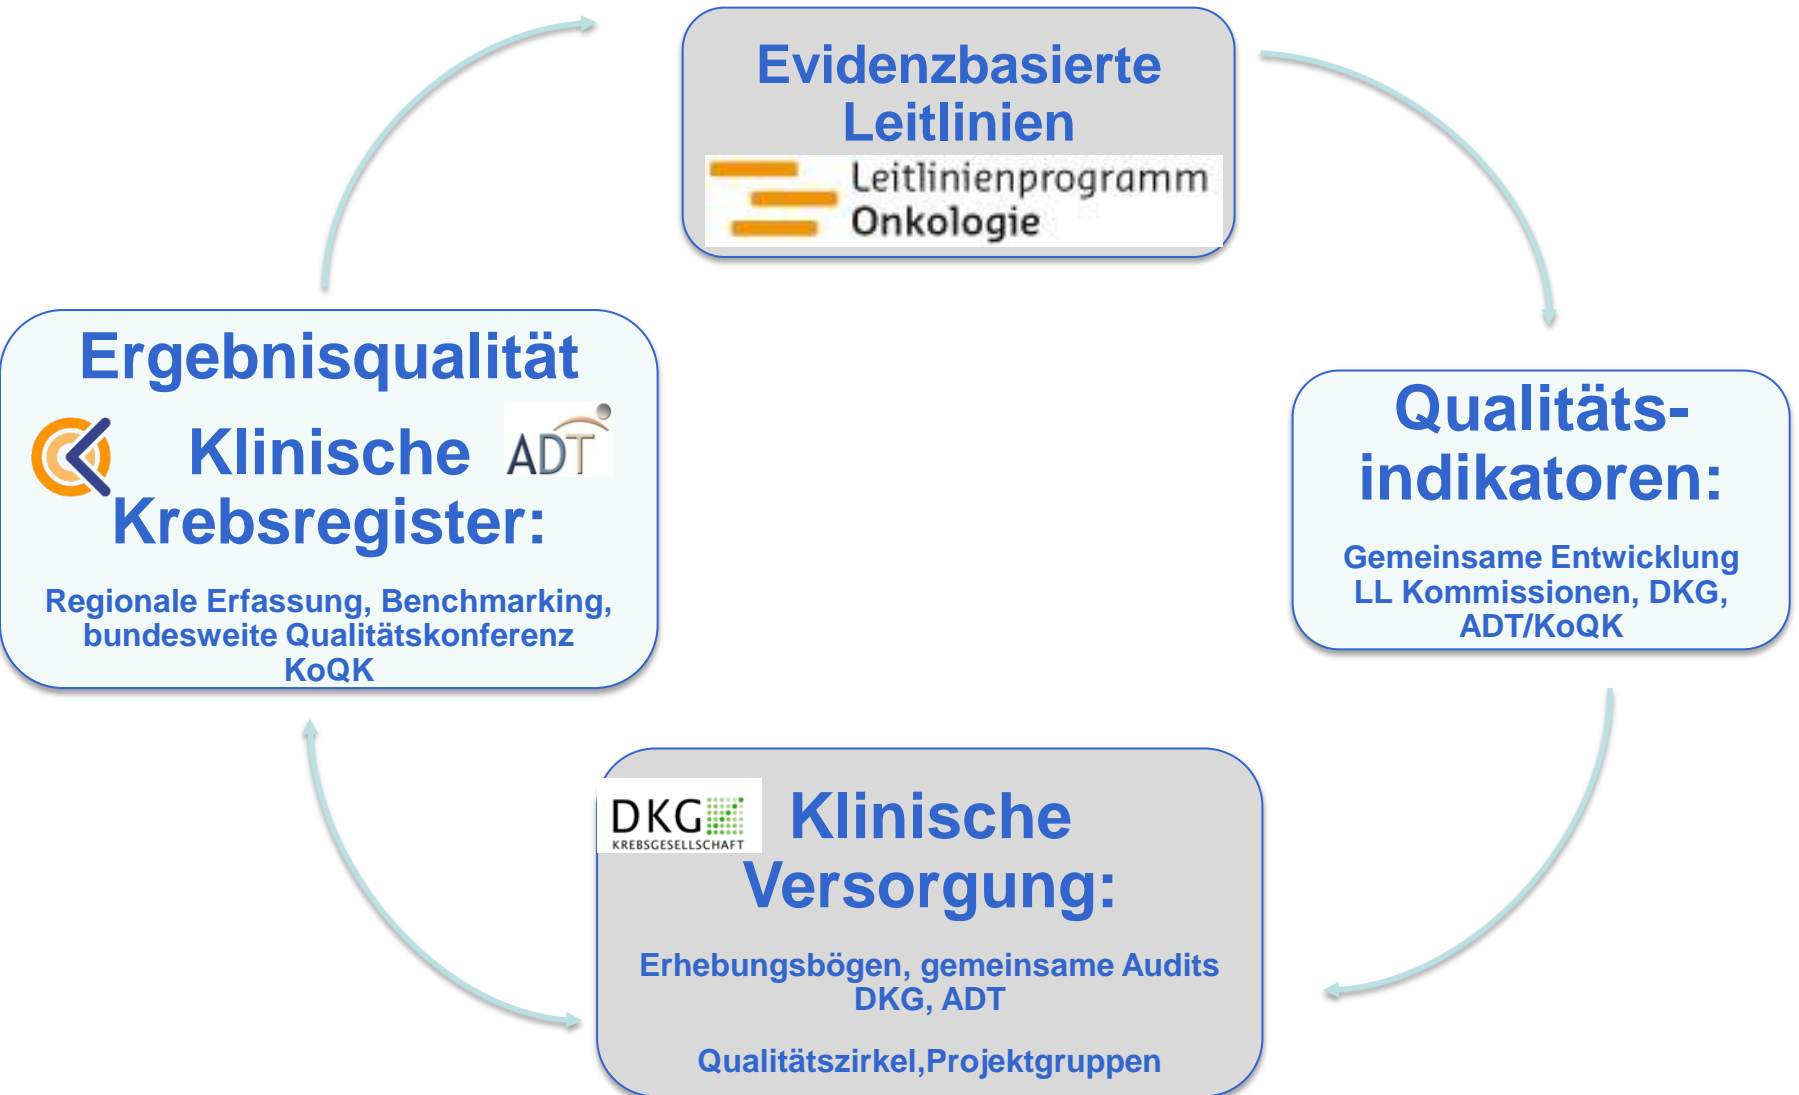 Evidenzbasierte
Leitlinien
Leitlinienprogramm
Onkologie
Ergebnisqualität
Klinische
ADT
Krebsregister:
Regionale Erfassung, Benchmarking,
bundesweite Qualitätskonferenz
KoQK
Qualitäts-
indikatoren:
Gemeinsame Entwicklung
LL Kommissionen, DKG,
ADT/KoQK
DKG
KREBSGESELLSCHAFT
Klinische
Versorgung:
Erhebungsbögen, gemeinsame Audits
DKG, ADT
Qualitätszirkel,Projektgruppen